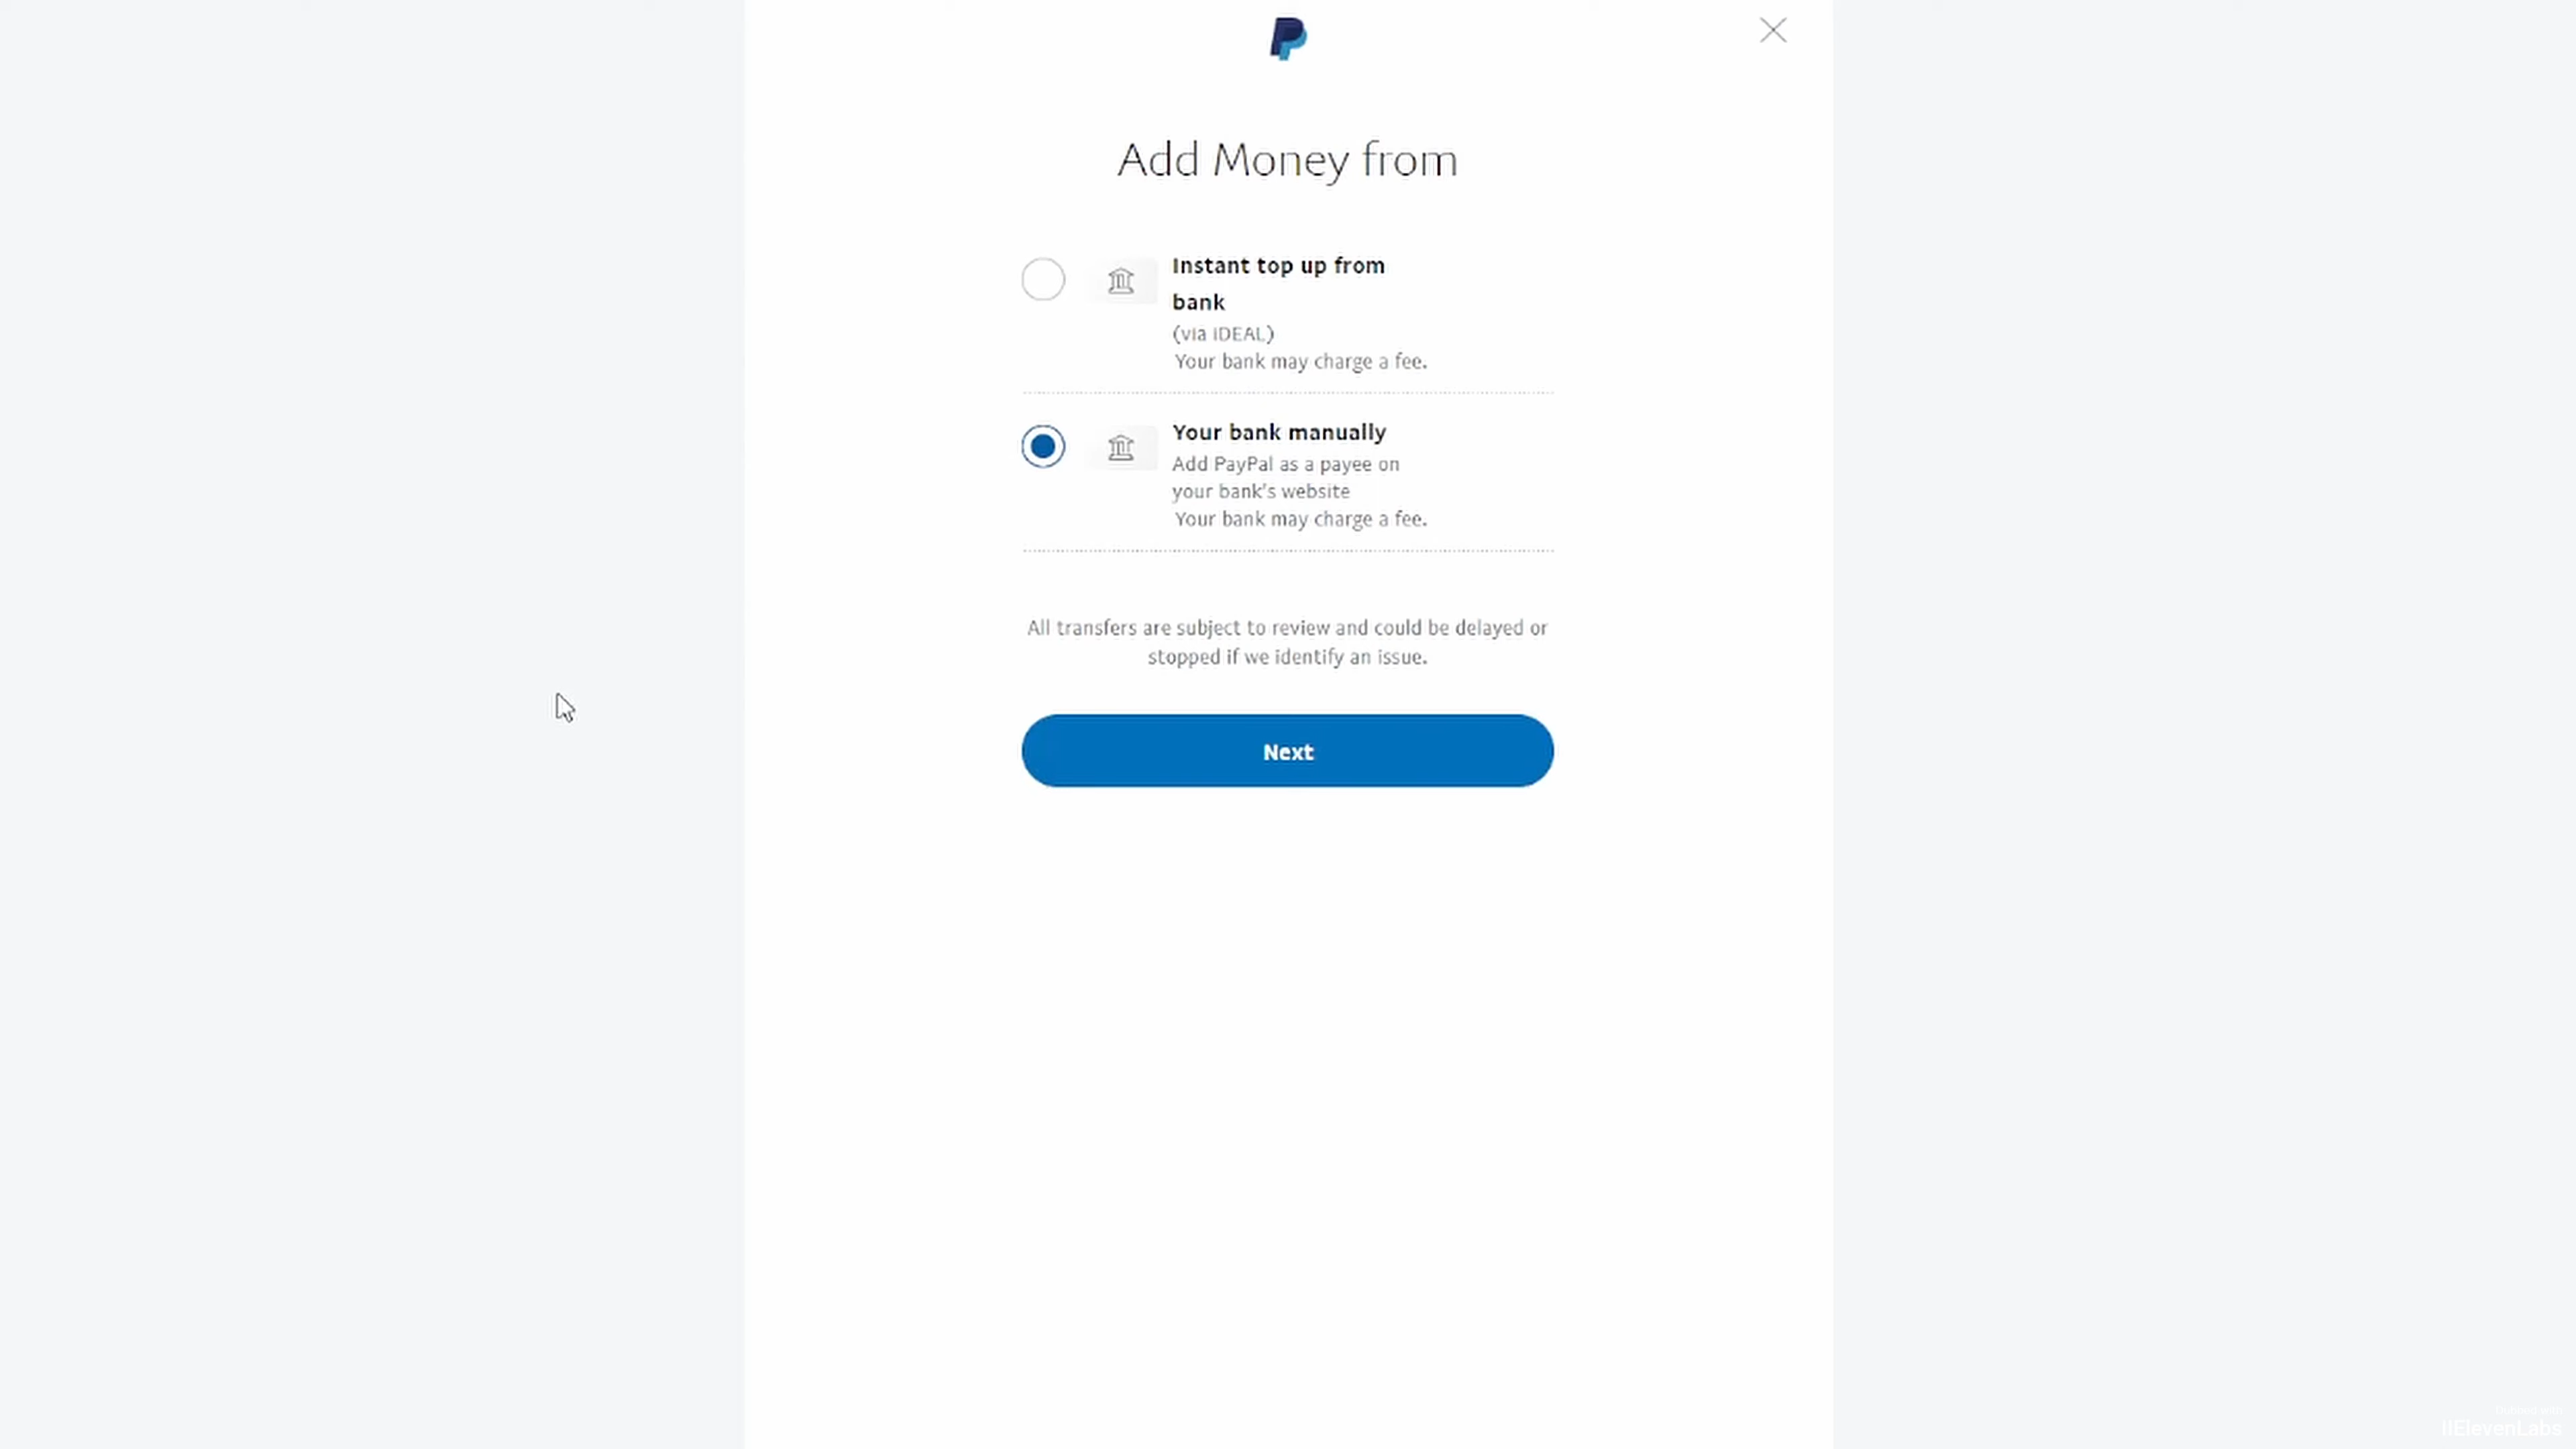 Add Money from
Instant top up from
bank
(via iDEAL)
Your bank may charge a fee.
Your bank manually
Add PayPal as a payee on
your bank's website
Your bank may charge a fee.
All transfers are subject to review and could be delayed or
stopped if we identify an issue.
Next
IIElevenLabs